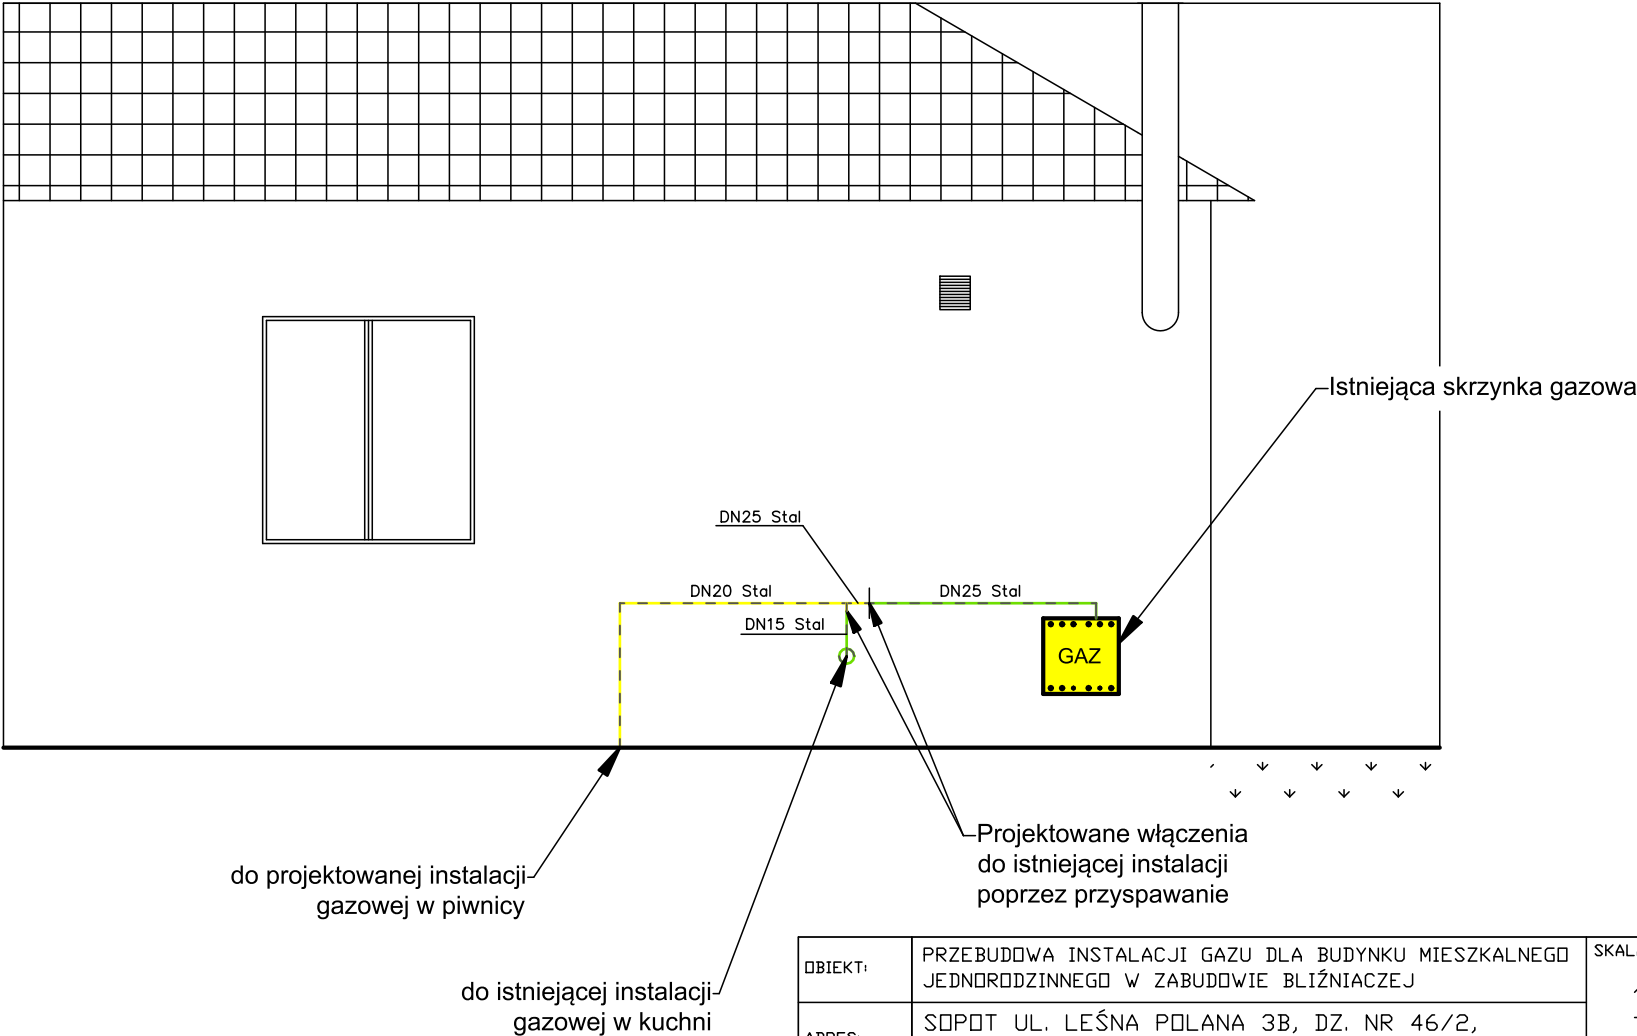 Istniejąca skrzynka gazowa
DN25 Stal
DN20 Stal
DN25 Stal
DN15 Stal
GAZ
Projektowane włączenia
do istniejącej instalacji
poprzez przyspawanie
do projektowanej instalacji
gazowej w piwnicy
do istniejącej instalacji
gazowej w kuchni
OBIEKT:
PRZEBUDOWA INSTALACJI GAZU DLA BUDYNKU MIESZKALNEGO
JEDNORODZINNEGO W ZABUDOWIE BLIŹNIACZEJ
SOPOT UL. LEŚNA POLANA 3B, DZ. NR 46/2,